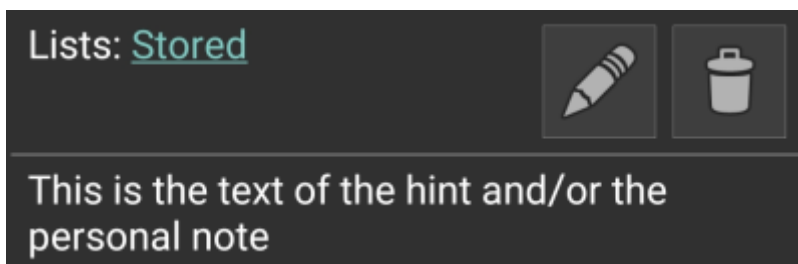 Lists: Stored
This is the text of the hint and/or the
personal note